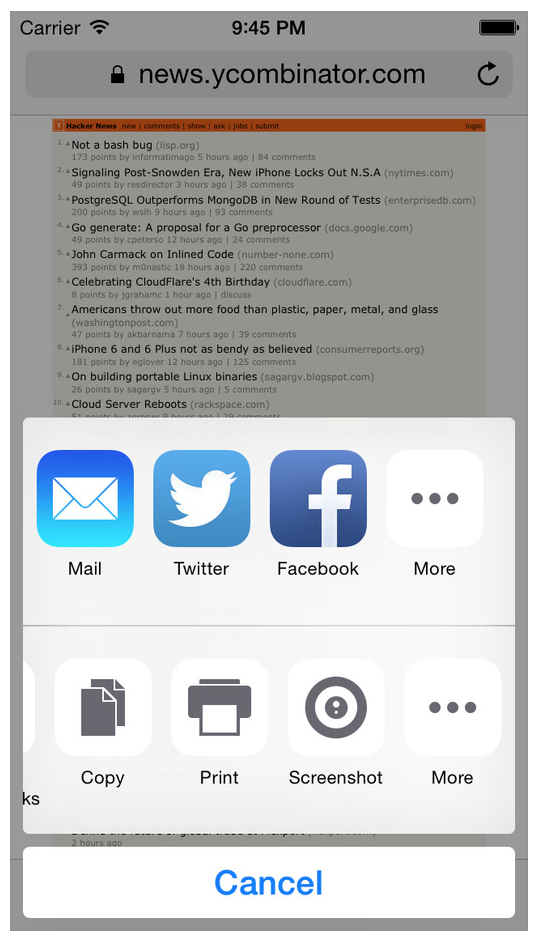 Carrier 9:45 PM
news.ycombinator.com
Y Hacker News new | comments | show | ask | jobs | submit login
1. Not a bash bug (lisp.org)
173 points by informatimago 5 hours ago | 84 comments
2. Signaling Post-Snowden Era, New iPhone Locks Out N.S.A (nytimes.com)
49 points by resdirector 3 hours ago | 38 comments
3. PostgreSQL Outperforms MongoDB in New Round of Tests (enterprisedb.com)
200 points by wslh 9 hours ago | 93 comments
4. Go generate: A proposal for a Go preprocessor (docs.google.com)
49 points by cpeterso 12 hours ago | 24 comments
5. John Carmack on Inlined Code (number-none.com)
393 points by m0nastic 18 hours ago | 220 comments
6. Celebrating CloudFlare's 4th Birthday (cloudflare.com)
8 points by jgrahamc 1 hour ago | discuss
7. Americans throw out more food than plastic, paper, metal, and glass
(washingtonpost.com)
47 points by akbarnama 7 hours ago | 39 comments
8. iPhone 6 and 6 Plus not as bendy as believed (consumerreports.org)
181 points by eglover 12 hours ago | 125 comments
9. On building portable Linux binaries (sagargv.blogspot.com)
26 points by sagargv 5 hours ago | 5 comments
10. Cloud Server Reboots (rackspace.com)
51 points by zorpner 9 hours ago | 29 comments
Mail Twitter Facebook More
Copy Print Screenshot More
ks
2 hours ago
Cancel